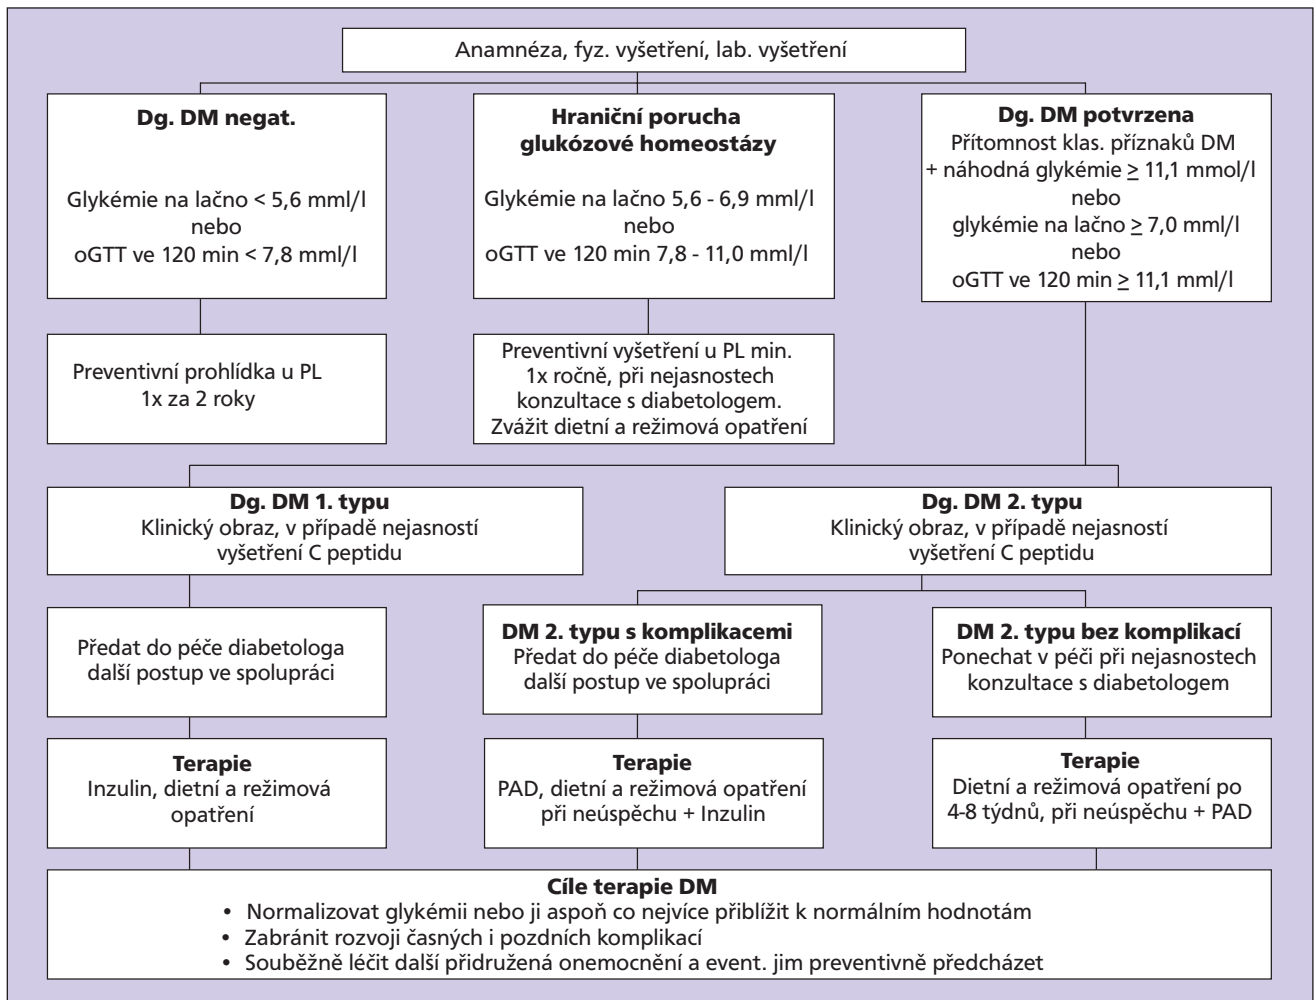 Anamnéza, fyz. vyšetření, lab. vyšetření
Dg. DM negat.
Glykémie na lačno < 5,6 mml/l
nebo
oGTT ve 120 min < 7,8 mml/l
Hraniční porucha
glukózové homeostázy
Glykémie na lačno 5,6 - 6,9 mml/l
nebo
oGTT ve 120 min 7,8 - 11,0 mml/l
Dg. DM potvrzena
Přítomnost klas. příznaků DM
+ náhodná glykémie ≥ 11,1 mmol/l
nebo
glykémie na lačno ≥ 7,0 mml/l
nebo
oGTT ve 120 min ≥ 11,1 mml/l
Preventivní prohlídka u PL
1x za 2 roky
Preventivní vyšetření u PL min.
1x ročně, při nejasnostech
konzultace s diabetologem.
Zvážit dietní a režimová opatření
Dg. DM 1. typu
Klinický obraz, v případě nejasností
vyšetření C peptidu
Dg. DM 2. typu
Klinický obraz, v případě nejasností
vyšetření C peptidu
Předat do péče diabetologa
další postup ve spolupráci
DM 2. typu s komplikacemi
Předat do péče diabetologa
další postup ve spolupráci
DM 2. typu bez komplikací
Ponechat v péči při nejasnostech
konzultace s diabetologem
Terapie
Inzulin, dietní a režimová
opatření
Terapie
PAD, dietní a režimová opatření
při neúspěchu + Inzulin
Terapie
Dietní a režimová opatření po
4-8 týdnů, při neúspěchu + PAD
Cíle terapie DM
• Normalizovat glykémii nebo ji aspoň co nejvíce přiblížit k normálním hodnotám
• Zabránit rozvoji časných i pozdních komplikací
• Souběžně léčit další přidružená onemocnění a event. jim preventivně předcházet